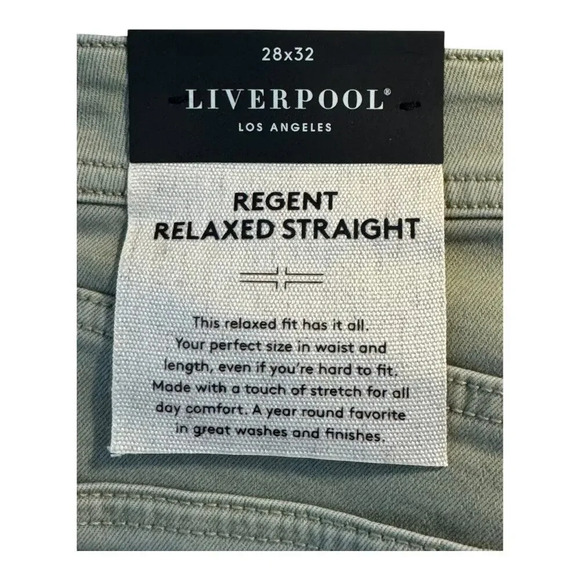 28x32
LIVERPOOL®
LOS ANGELES
REGENT
RELAXED STRAIGHT
This relaxed fit has it all.
Your perfect size in waist and
length, even if you're hard to fit.
Made with a touch of stretch for all
day comfort. A year round favorite
in great washes and finishes.